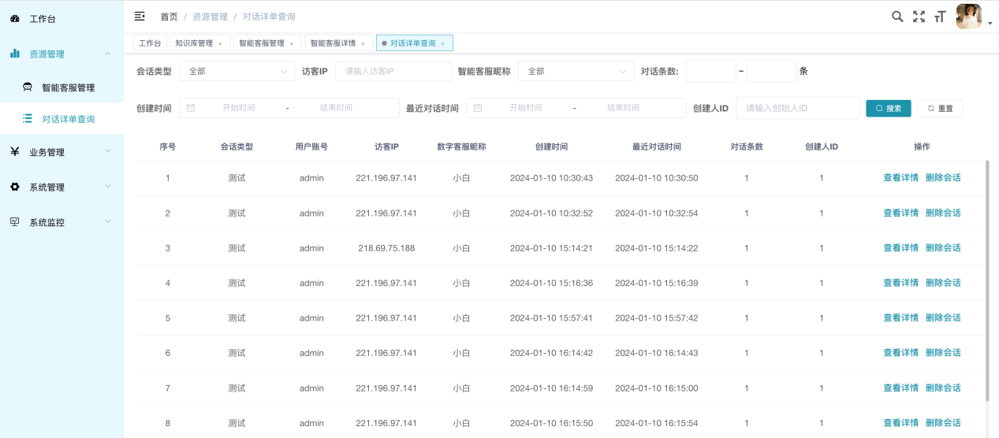 工作台
资源管理
智能客服管理
对话详单查询
业务管理
系统管理
系统监控
首页 / 资源管理 / 对话详单查询
工作台 知识库管理 × 智能客服管理 × 智能客服详情 × 对话详单查询 ×
会话类型 全部 访客IP 请输入访客IP 智能客服昵称 全部 对话条数: ~ 条
创建时间 开始时间 - 结束时间 最近对话时间 开始时间 - 结束时间 创建人ID 请输入创始人ID 搜索 重置
序号 会话类型 用户账号 访客IP 数字客服昵称 创建时间 最近对话时间 对话条数 创建人ID 操作
1 测试 admin 221.196.97.141 小白 2024-01-10 10:30:43 2024-01-10 10:30:50 1 1 查看详情 删除会话
2 测试 admin 221.196.97.141 小白 2024-01-10 10:32:52 2024-01-10 10:32:54 1 1 查看详情 删除会话
3 测试 admin 218.69.75.188 小白 2024-01-10 15:14:21 2024-01-10 15:14:22 1 1 查看详情 删除会话
4 测试 admin 221.196.97.141 小白 2024-01-10 15:16:36 2024-01-10 15:16:39 1 1 查看详情 删除会话
5 测试 admin 221.196.97.141 小白 2024-01-10 15:57:41 2024-01-10 15:57:42 1 1 查看详情 删除会话
6 测试 admin 221.196.97.141 小白 2024-01-10 16:14:42 2024-01-10 16:14:43 1 1 查看详情 删除会话
7 测试 admin 221.196.97.141 小白 2024-01-10 16:14:59 2024-01-10 16:15:00 1 1 查看详情 删除会话
8 测试 admin 221.196.97.141 小白 2024-01-10 16:15:50 2024-01-10 16:15:54 1 1 查看详情 删除会话